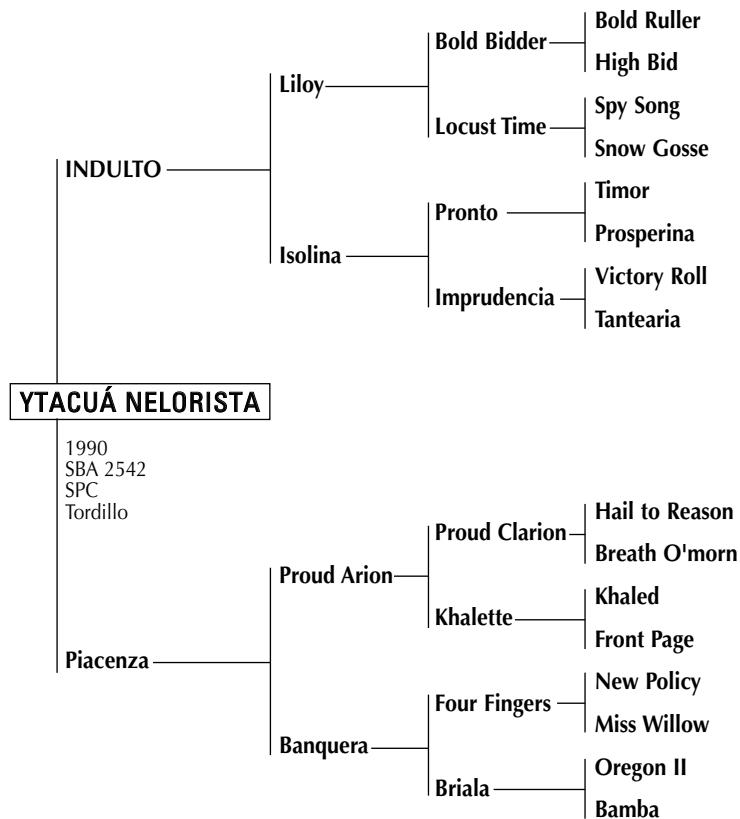 Bold Ruller
Bold Bidder
High Bid
Liloy
Spy Song
Locust Time
Snow Gosse
INDULTO
Timor
Pronto
Prosperina
Isolina
Victory Roll
Imprudencia
Tantearia
YTACUÁ NELORISTA
1990
SBA 2542
SPC
Tordillo
Hail to Reason
Proud Clarion
Breath O'morn
Proud Arion
Khaled
Khalette
Front Page
Piacenza
New Policy
Four Fingers
Miss Willow
Banquera
Oregon II
Briala
Bamba